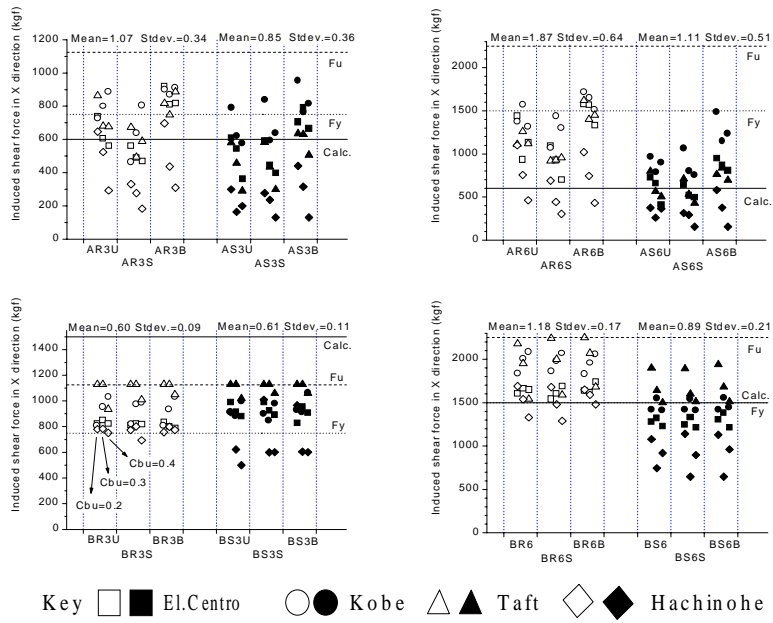 Mean=1.07 Stdev.=0.34 Mean=0.85 Stdev.=0.36
Induced shear force in X direction (kgf)
1200
1000
800
600
400
200
0
Fu
Fy
Calc.
AR3U AR3B AS3U AS3B
AR3S AS3S
Mean=1.87 Stdev.=0.64 Mean=1.11 Stdev.=0.51
Induced shear force in X direction (kgf)
2000
1500
1000
500
0
Fu
Fy
Calc.
AR6U AR6B AS6U AS6B
AR6S AS6S
Mean=0.60 Stdev.=0.09 Mean=0.61 Stdev.=0.11
Induced shear force in X direction (kgf)
1400
1200
1000
800
600
400
200
0
Calc.
Fu
Fy
Cbu=0.4
Cbu=0.3
Cbu=0.2
BR3U BR3B BS3U BS3B
BR3S BS3S
Mean=1.18 Stdev.=0.17 Mean=0.89 Stdev.=0.21
Induced shear force in X direction (kgf)
2000
1500
1000
500
0
Fu
Calc.
Fy
BR6 BR6B BS6 BS6B
BR6S BS6S
Key El.Centro Kobe Taft Hachinohe